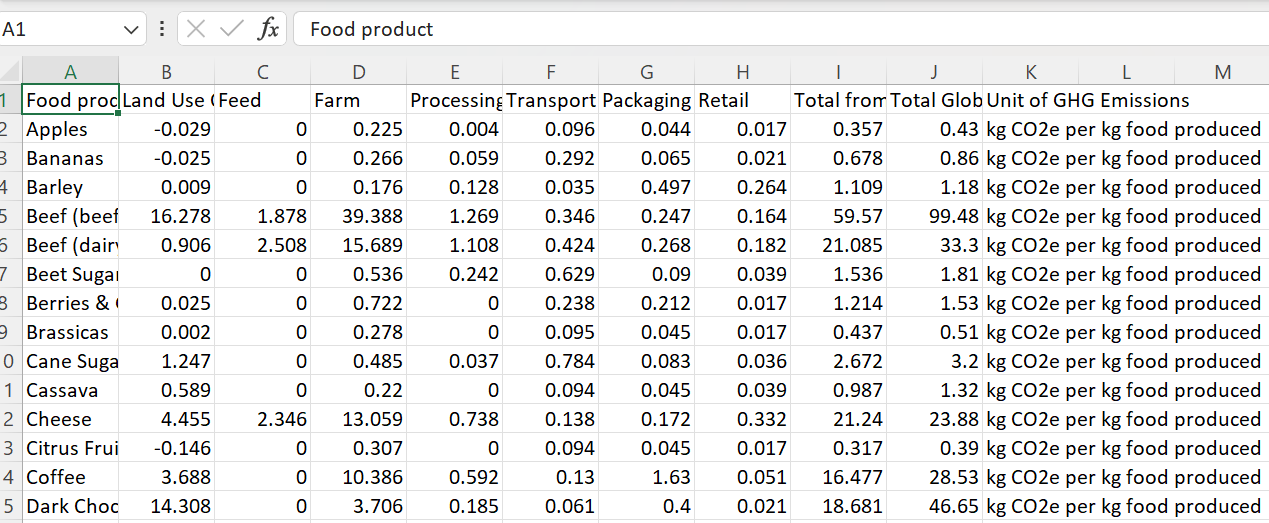 A1 fx Food product
A B C D E F G H I J K L M
1 Food prod Land Use ( Feed Farm Processing Transport Packaging Retail Total from Total Glob Unit of GHG Emissions
2 Apples -0.029 0 0.225 0.004 0.096 0.044 0.017 0.357 0.43 kg CO2e per kg food produced
3 Bananas -0.025 0 0.266 0.059 0.292 0.065 0.021 0.678 0.86 kg CO2e per kg food produced
4 Barley 0.009 0 0.176 0.128 0.035 0.497 0.264 1.109 1.18 kg CO2e per kg food produced
5 Beef (beef 16.278 1.878 39.388 1.269 0.346 0.247 0.164 59.57 99.48 kg CO2e per kg food produced
6 Beef (dairy 0.906 2.508 15.689 1.108 0.424 0.268 0.182 21.085 33.3 kg CO2e per kg food produced
7 Beet Sugar 0 0 0.536 0.242 0.629 0.09 0.039 1.536 1.81 kg CO2e per kg food produced
8 Berries & 0.025 0 0.722 0 0.238 0.212 0.017 1.214 1.53 kg CO2e per kg food produced
9 Brassicas 0.002 0 0.278 0 0.095 0.045 0.017 0.437 0.51 kg CO2e per kg food produced
0 Cane Suga 1.247 0 0.485 0.037 0.784 0.083 0.036 2.672 3.2 kg CO2e per kg food produced
1 Cassava 0.589 0 0.22 0 0.094 0.045 0.039 0.987 1.32 kg CO2e per kg food produced
2 Cheese 4.455 2.346 13.059 0.738 0.138 0.172 0.332 21.24 23.88 kg CO2e per kg food produced
3 Citrus Frui -0.146 0 0.307 0 0.094 0.045 0.017 0.317 0.39 kg CO2e per kg food produced
4 Coffee 3.688 0 10.386 0.592 0.13 1.63 0.051 16.477 28.53 kg CO2e per kg food produced
5 Dark Choc 14.308 0 3.706 0.185 0.061 0.4 0.021 18.681 46.65 kg CO2e per kg food produced